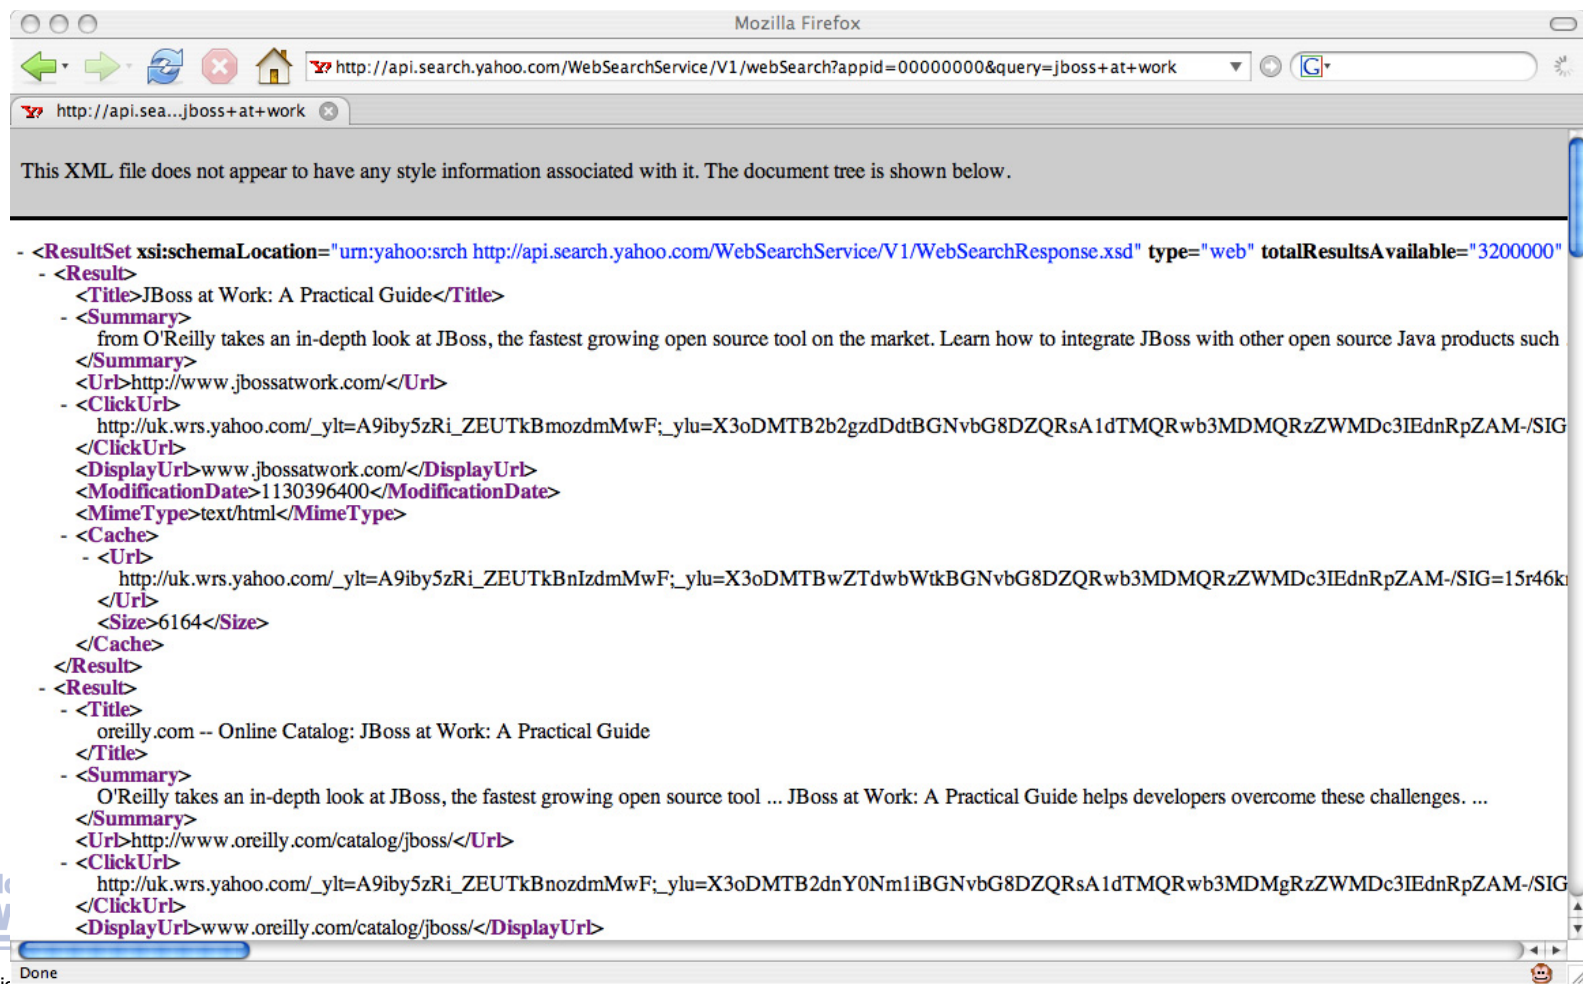 Mozilla Firefox
http://api.search.yahoo.com/WebSearchService/V1/webSearch?appid=00000000&query=jboss+at+work
G
http://api.sea...jboss+at+work
This XML file does not appear to have any style information associated with it. The document tree is shown below.
- <ResultSet xsi:schemaLocation="urn:yahoo:srch http://api.search.yahoo.com/WebSearchService/V1/WebSearchResponse.xsd" type="web" totalResultsAvailable="3200000"
- <Result>
<Title>JBoss at Work: A Practical Guide</Title>
- <Summary>
from O'Reilly takes an in-depth look at JBoss, the fastest growing open source tool on the market. Learn how to integrate JBoss with other open source Java products such
</Summary>
<Url>http://www.jbossatwork.com/</Url>
- <ClickUrl>
http://uk.wrs.yahoo.com/_ylt=A9iby5zRi_ZEUTkBmozdmMwF;_ylu=X3oDMTB2b2gzdDdtBGNvbG8DZQRsA1dTMQRwb3MDMQRzZWMDc3IEdnRpZAM-/SIG
</ClickUrl>
<DisplayUrl>www.jbossatwork.com/</DisplayUrl>
<ModificationDate>1130396400</ModificationDate>
<MimeType>text/html</MimeType>
- <Cache>
- <Url>
http://uk.wrs.yahoo.com/_ylt=A9iby5zRi_ZEUTkBnIzdmMwF;_ylu=X3oDMTBwZTdwbWtkBGNvbG8DZQRwb3MDMQRzZWMDc3IEdnRpZAM-/SIG=15r46k
</Url>
<Size>6164</Size>
</Cache>
</Result>
- <Result>
- <Title>
oreilly.com -- Online Catalog: JBoss at Work: A Practical Guide
</Title>
- <Summary>
O'Reilly takes an in-depth look at JBoss, the fastest growing open source tool ... JBoss at Work: A Practical Guide helps developers overcome these challenges. ...
</Summary>
<Url>http://www.oreilly.com/catalog/jboss/</Url>
- <ClickUrl>
http://uk.wrs.yahoo.com/_ylt=A9iby5zRi_ZEUTkBnozdmMwF;_ylu=X3oDMTB2dnY0Nm1iBGNvbG8DZQRsA1dTMQRwb3MDMgRzZWMDc3IEdnRpZAM-/SIG
</ClickUrl>
<DisplayUrl>www.oreilly.com/catalog/jboss/</DisplayUrl>
Done